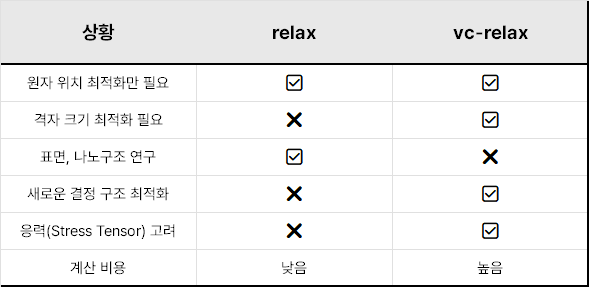 상황 relax vc-relax
원자 위치 최적화만 필요 ☑ ☑
격자 크기 최적화 필요 ✖ ☑
표면, 나노구조 연구 ☑ ✖
새로운 결정 구조 최적화 ✖ ☑
응력(Stress Tensor) 고려 ✖ ☑
계산 비용 낮음 높음